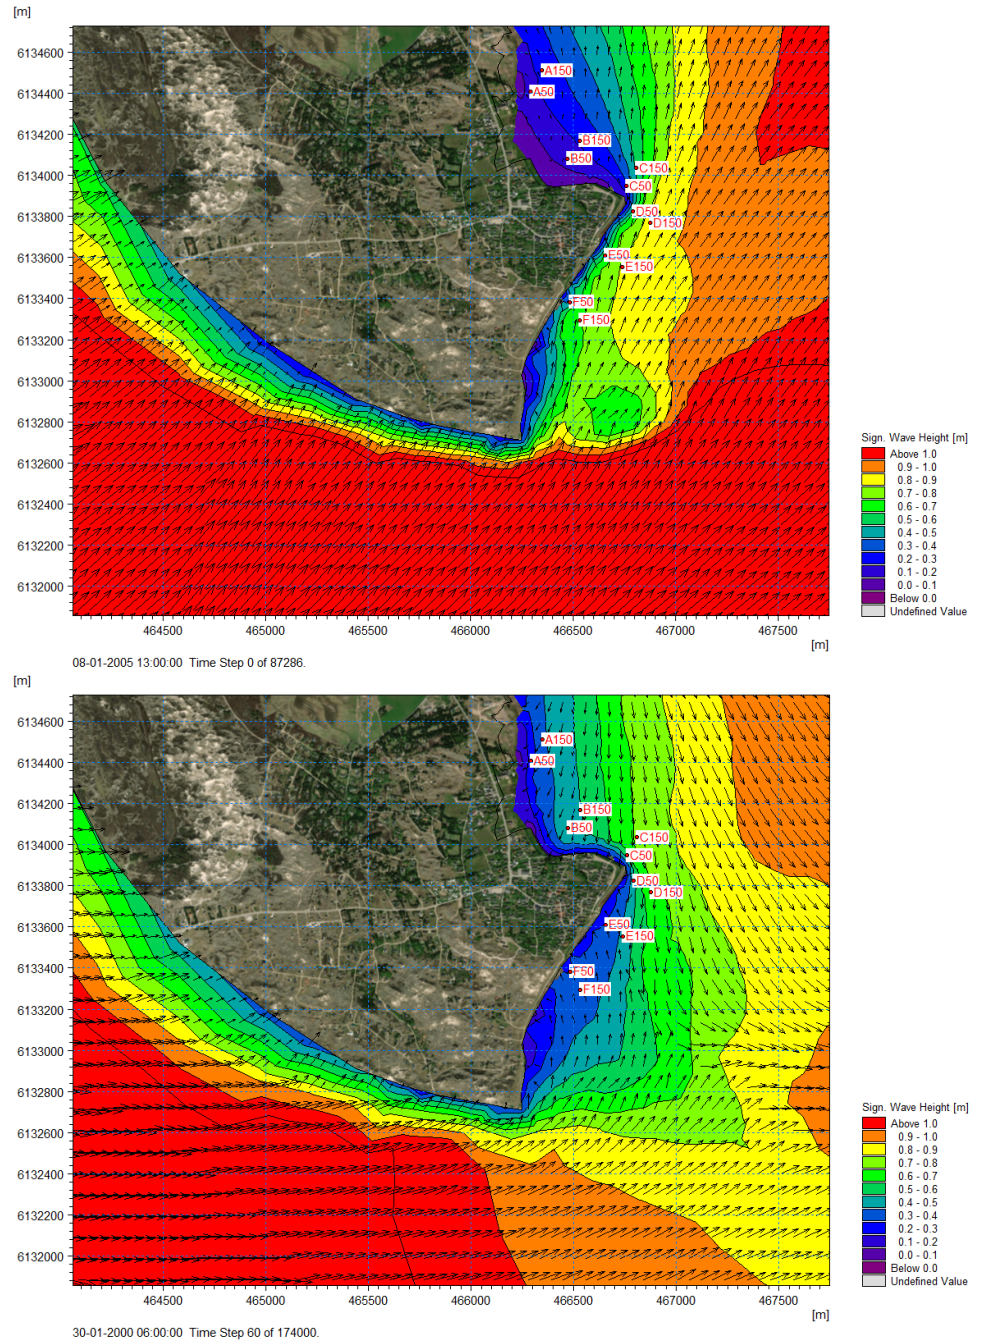 [m]
6134600
6134400
6134200
6134000
6133800
6133600
6133400
6133200
6133000
6132800
6132600
6132400
6132200
6132000
A150
A50
B150
B50
C150
C50
D50
D150
E50
E150
F50
F150
464500 465000 465500 466000 466500 467000 467500
[m]
Sign. Wave Height [m]
Above 1.0
0.9 - 1.0
0.8 - 0.9
0.7 - 0.8
0.6 - 0.7
0.5 - 0.6
0.4 - 0.5
0.3 - 0.4
0.2 - 0.3
0.1 - 0.2
0.0 - 0.1
Below 0.0
Undefined Value
08-01-2005 13:00:00 Time Step 0 of 87286.
[m]
6134600
6134400
6134200
6134000
6133800
6133600
6133400
6133200
6133000
6132800
6132600
6132400
6132200
6132000
A150
A50
B150
B50
C150
C50
D50
D150
E50
E150
F50
F150
464500 465000 465500 466000 466500 467000 467500
[m]
Sign. Wave Height [m]
Above 1.0
0.9 - 1.0
0.8 - 0.9
0.7 - 0.8
0.6 - 0.7
0.5 - 0.6
0.4 - 0.5
0.3 - 0.4
0.2 - 0.3
0.1 - 0.2
0.0 - 0.1
Below 0.0
Undefined Value
30-01-2000 06:00:00 Time Step 60 of 174000.